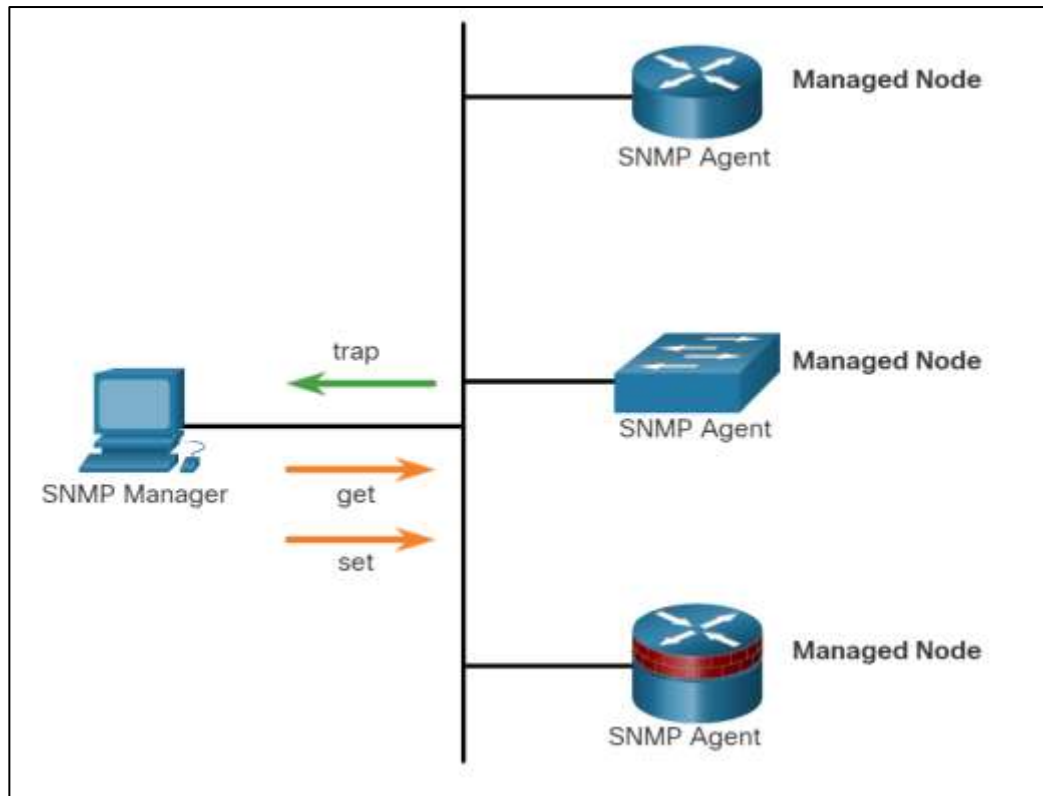 Managed Node
SNMP Agent
trap
Managed Node
SNMP Agent
SNMP Manager
get
set
Managed Node
SNMP Agent